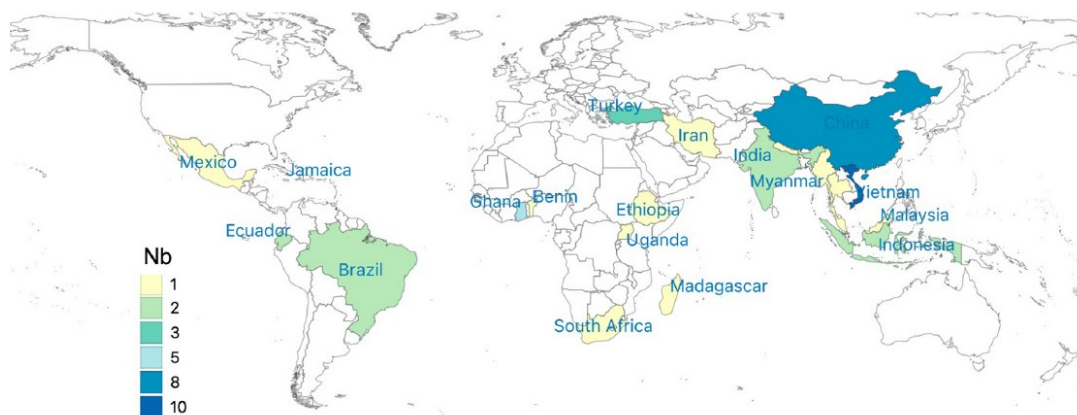 Turkey
China
Iran
Mexico
India
Jamaica
Myanmar
Vietnam
Benin
Ghana
Ethiopia
Malaysia
Ecuador
Uganda
Indonesia
Nb
Brazil
1
Madagascar
2
South Africa
3
5
8
10